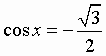 cos x = −√3/2